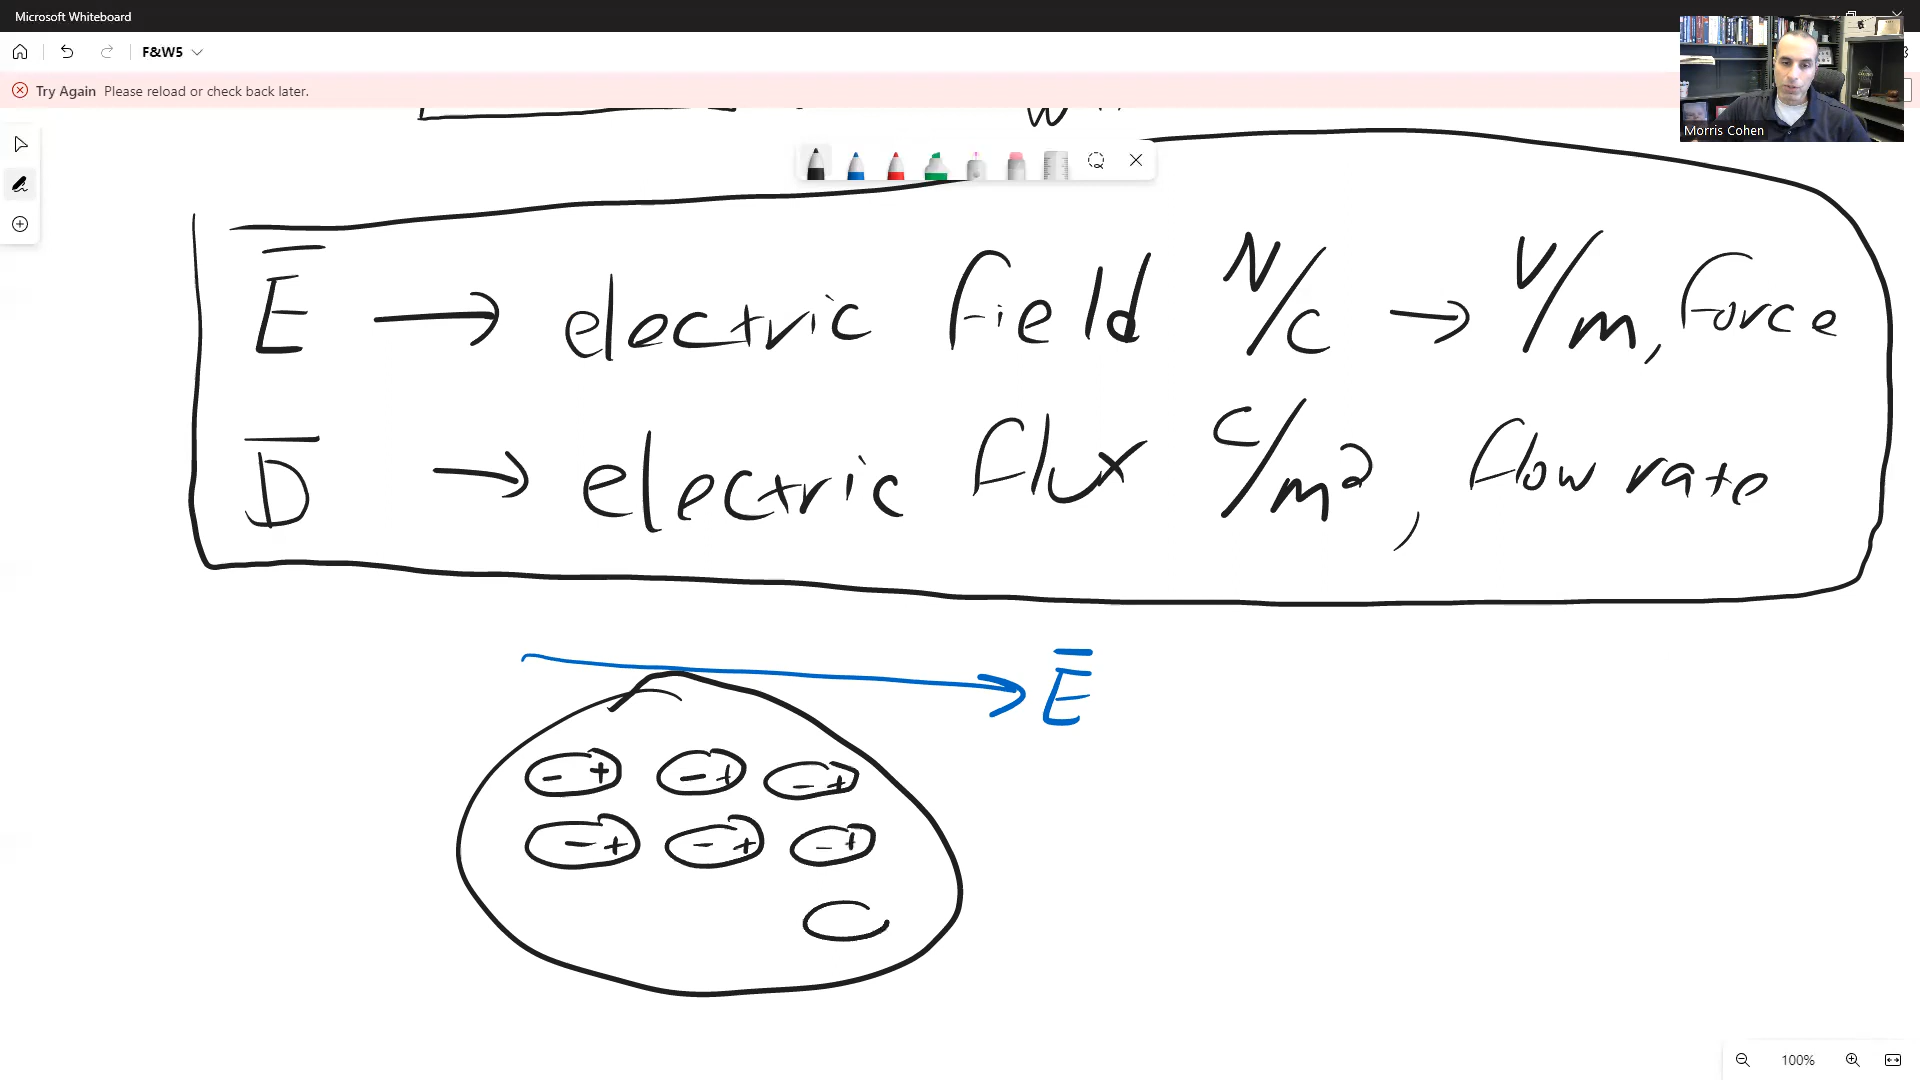 Microsoft Whiteboard
F&W5
Try Again Please reload or check back later.
Morris Cohen
E → electric field N/C → V/m, force
D → electric flux C/m², flow rate
E
- + - + - +
- + - + - +
100%